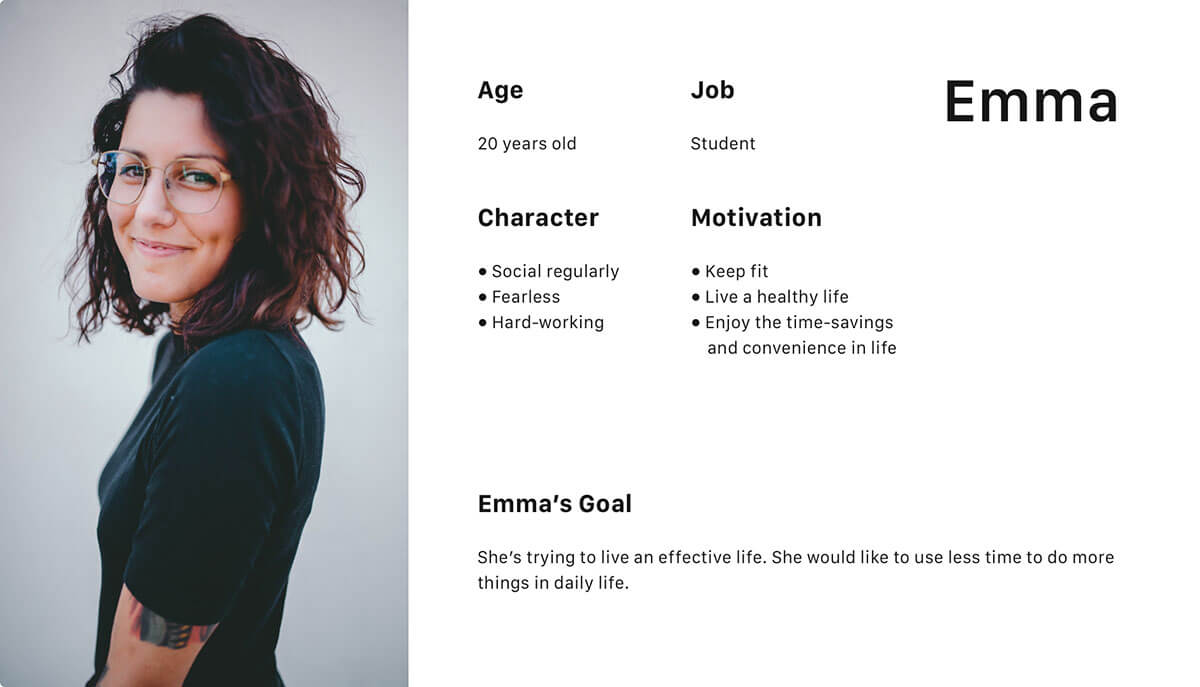 Emma
Age
20 years old
Job
Student
Character
● Social regularly
● Fearless
● Hard-working
Motivation
● Keep fit
● Live a healthy life
● Enjoy the time-savings
and convenience in life
Emma’s Goal
She’s trying to live an effective life. She would like to use less time to do more
things in daily life.